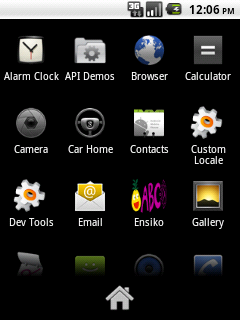 3G
12:06 PM
Alarm Clock API Demos Browser Calculator
Camera Car Home Contacts Custom Locale
Dev Tools Email Ensiko Gallery
ABC